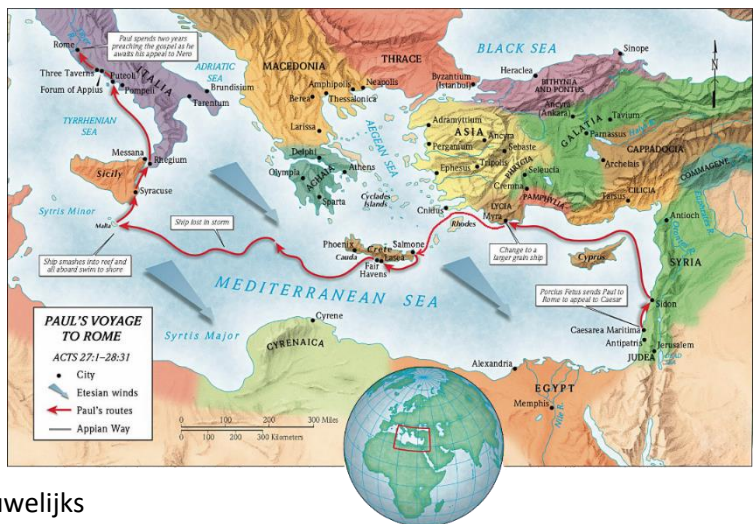 BLACK SEA
Sinope
Paul spends two years
preaching the gospel as he
awaits his appeal to Nero
Rome
Three Taverns
Forum of Appius
Puteoli
Pompeii
ITALIA
ADRIATIC
SEA
Brundisium
Tarentum
TYRRHENIAN
SEA
MACEDONIA
THRACE
Amphipolis
Neapolis
Berea
Thessalonica
Larissa
Byzantium
(Istanbul)
Heraclea
BITHYNIA
AND PONTUS
N
Ancyra
(Ankara)
Tavium
GALATIA
Parnassus
CAPPADOCIA
Archelais
COMMAGENE
Adramyttium
ASIA
Pergamum
Ancyra
Sebaste
Tripolis
Ephesus
PHRYGIA
Seleucia
Cremna
PAMPHYLIA
CILICIA
Tarsus
AEGEAN SEA
Delphi
Olympia
ACHAIA
Athens
Sparta
Cyclades
Islands
Messana
Rhegium
Sicily
Syracuse
Sytris Minor
Malta
Ship lost in storm
Ship smashes into reef and
all aboard swim to shore
Cnidus
Rhodes
LYCIA
Myra
Change to a
larger grain ship
Cyprus
Antioch
Orontes R.
SYRIA
Phoenix
Crete
Salmone
Cauda
Lasea
Fair
Havens
MEDITERRANEAN SEA
Porcius Fetus sends Paul to
Rome to appeal to Caesar
Sidon
Caesarea Maritima
Antipatris
Jerusalem
JUDEA
Syrtis Major
Cyrene
CYRENAICA
Alexandria
EGYPT
Memphis
Nile R.
PAUL'S VOYAGE
TO ROME
ACTS 27:1–28:31
City
Etesian winds
Paul's routes
Appian Way
0 100 200 300 Miles
0 100 200 300 Kilometers
uwelijks